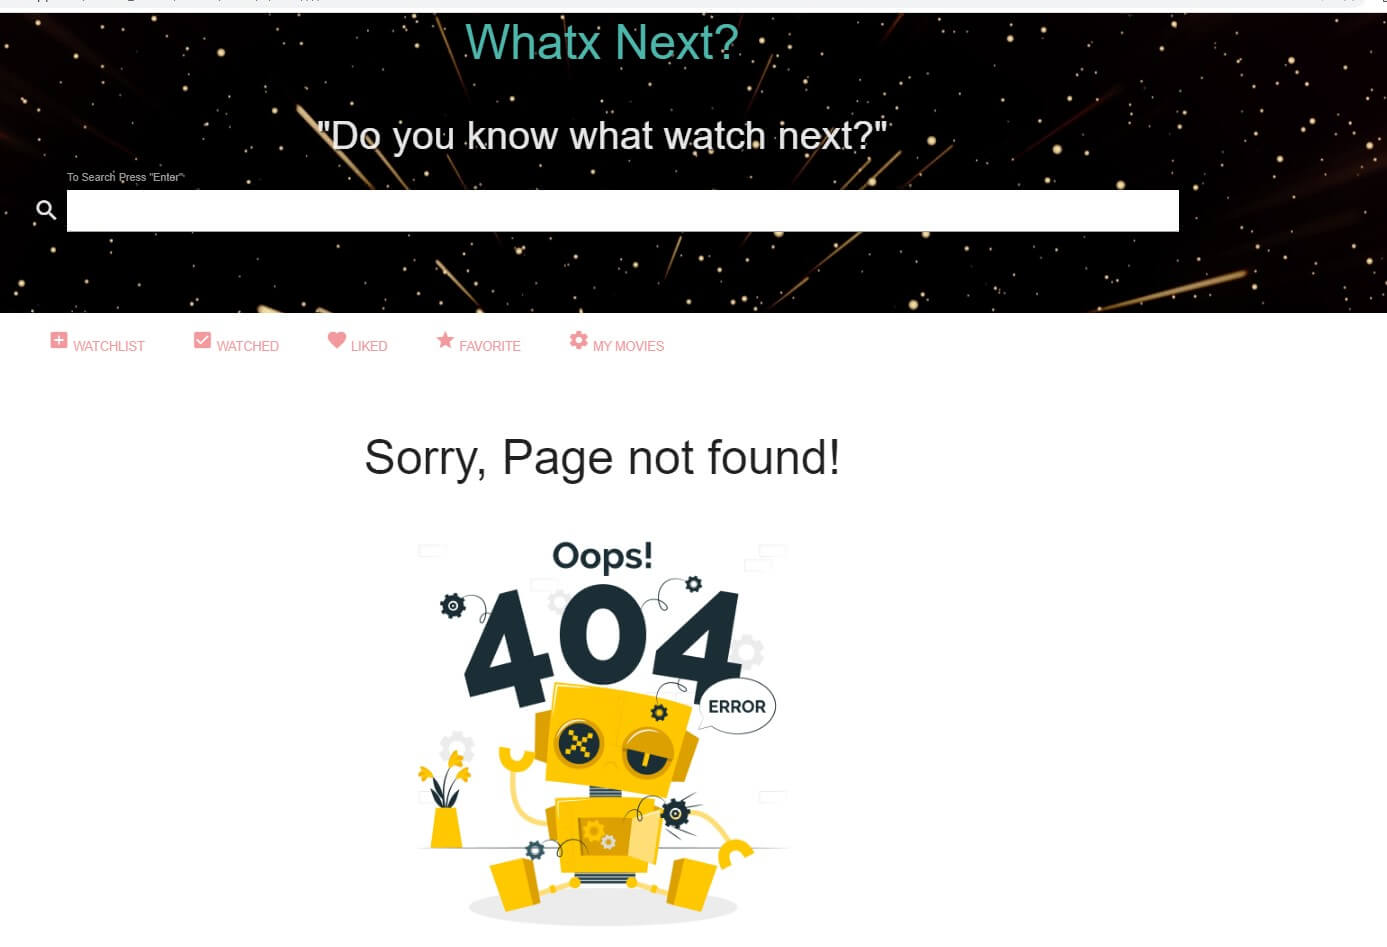 Whatx Next?
"Do you know what watch next?"
To Search Press "Enter"
WATCHLIST WATCHED LIKED FAVORITE MY MOVIES
Sorry, Page not found!
Oops!
404
ERROR